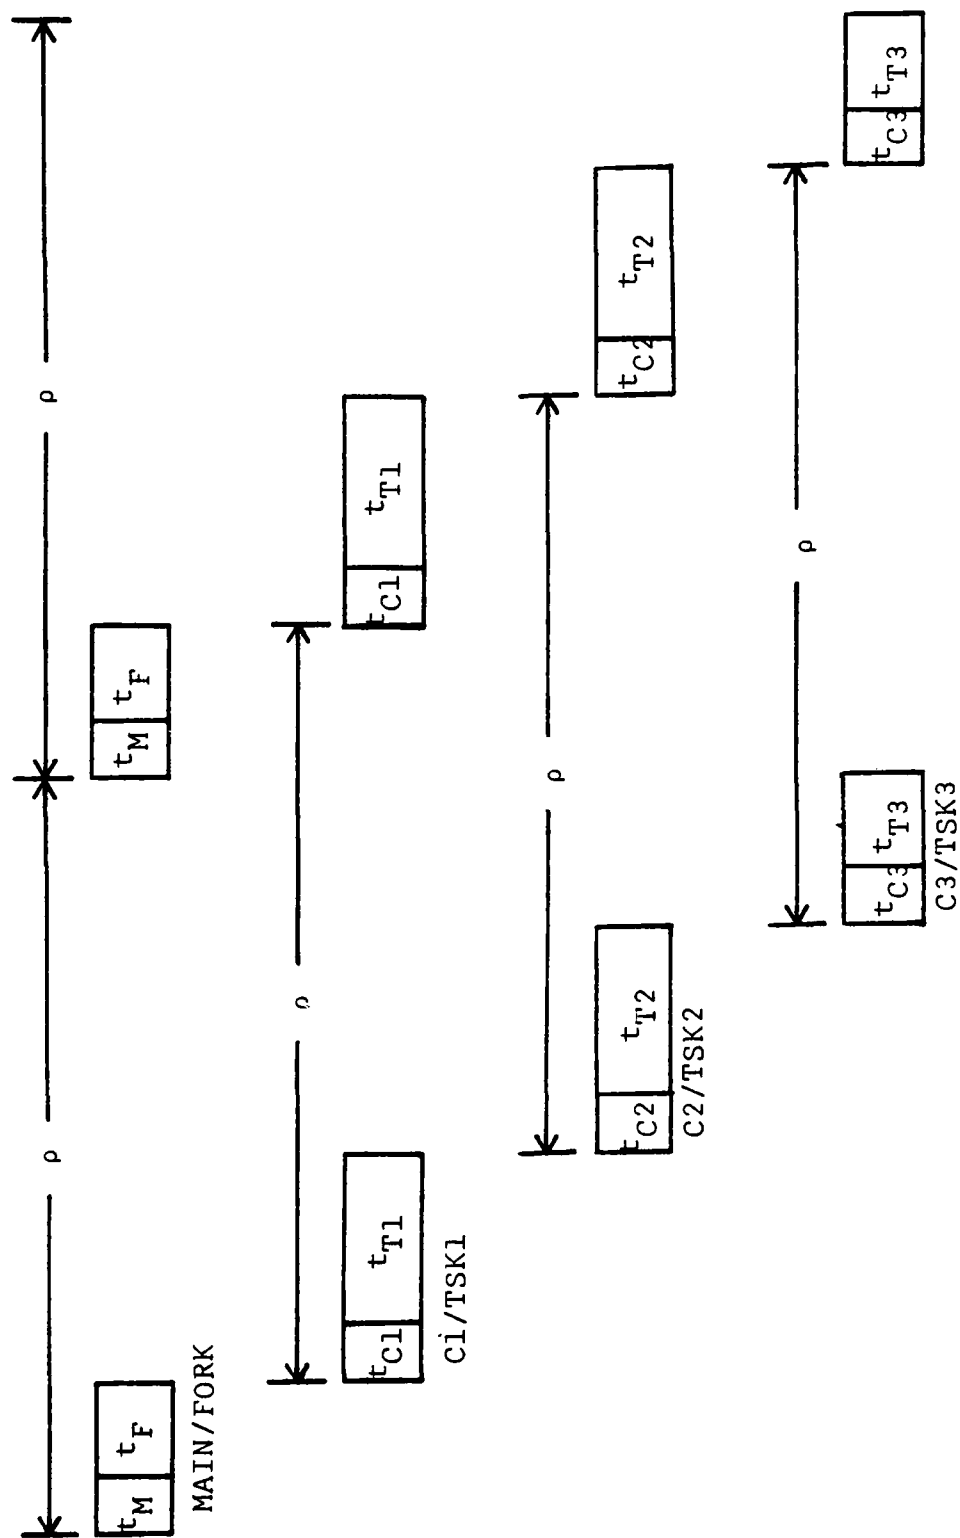 ρ
ρ
t_M t_F
t_M t_F
MAIN/FORK
ρ
t_C1 t_T1
t_C1 t_T1
Ci/TSK1
ρ
t_C2 t_T2
t_C2 t_T2
C2/TSK2
ρ
t_C3 t_T3
t_C3 t_T3
C3/TSK3